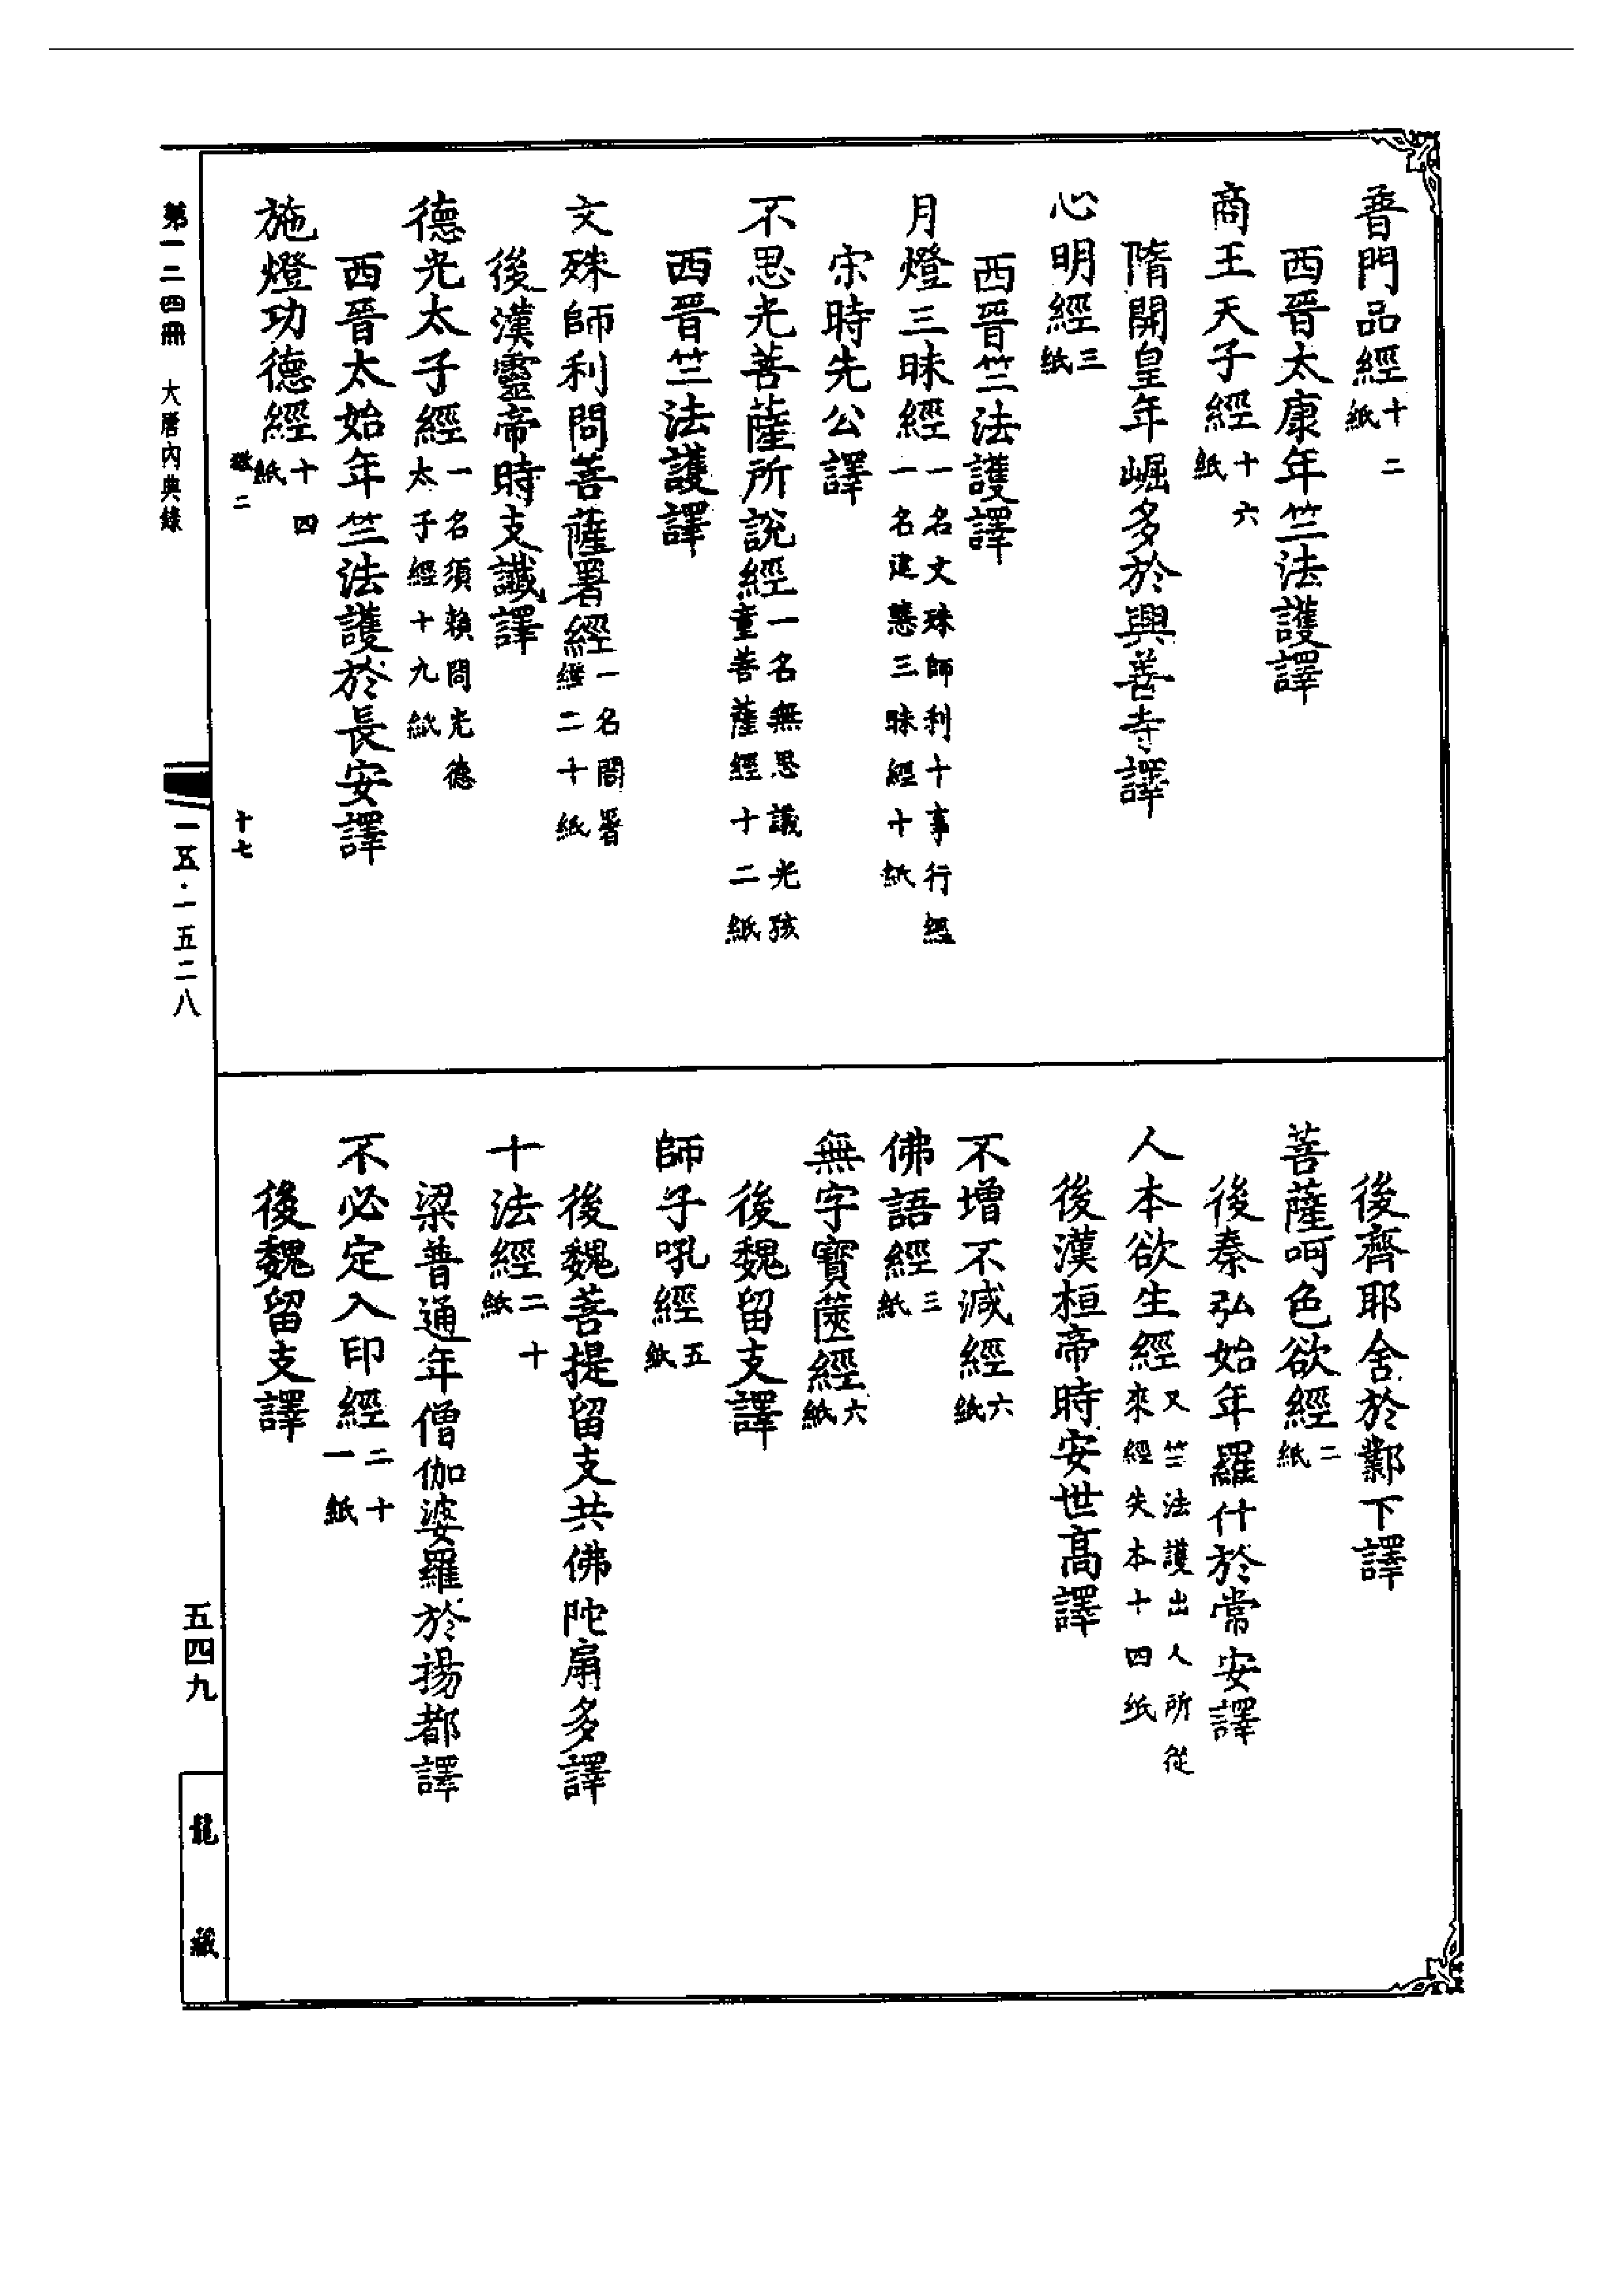 普門品經十二紙
西晉太康年竺法護譯
商王天子經十六紙
隋開皇年崛多於興善寺譯
心明經三紙
西晉竺法護譯
月燈三昧經一名文殊師利十事行經一名建慧三昧經十紙
宋時先公譯
不思光菩薩所說經一名無思議光孩童菩薩經十二紙
西晉竺法護譯
文殊師利問菩薩署經一名問署經二十紙
後漢靈帝時支讖譯
德光太子經一名須賴問光德太子經十九紙
西晉太始年竺法護於長安譯
施燈功德經十四紙
後齊耶舍於鄴下譯
菩薩呵色欲經二紙
後秦弘始年羅什於常安譯
人本欲生經又竺法護出人所從來經失本十四紙
後漢桓帝時安世高譯
不增不減經六紙
佛語經三紙
無字寶篋經六紙
後魏留支譯
師子吼經五紙
後魏菩提留支共佛陀扇多譯
十法經二十紙
梁普通年僧伽婆羅於揚都譯
不必定入印經二十一紙
後魏留支譯
二
十七
第一二四冊 大唐內典錄
一五·一五二八
五四九
龍藏